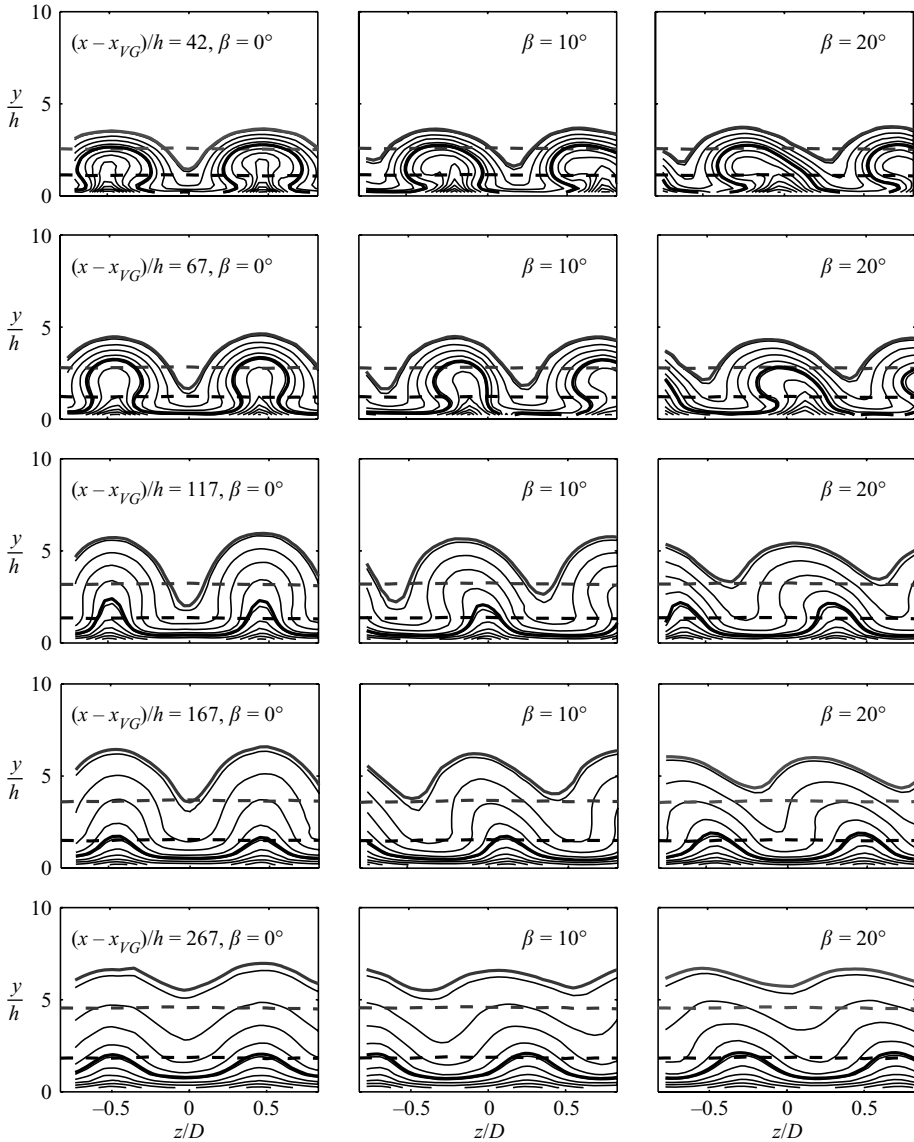 10
(x – x_VG)/h = 42, β = 0°
β = 10°
β = 20°
y/h
5
0
10
(x – x_VG)/h = 67, β = 0°
β = 10°
β = 20°
y/h
5
0
10
(x – x_VG)/h = 117, β = 0°
β = 10°
β = 20°
y/h
5
0
10
(x – x_VG)/h = 167, β = 0°
β = 10°
β = 20°
y/h
5
0
10
(x – x_VG)/h = 267, β = 0°
β = 10°
β = 20°
y/h
5
0
–0.5 0 0.5 –0.5 0 0.5 –0.5 0 0.5
z/D z/D z/D